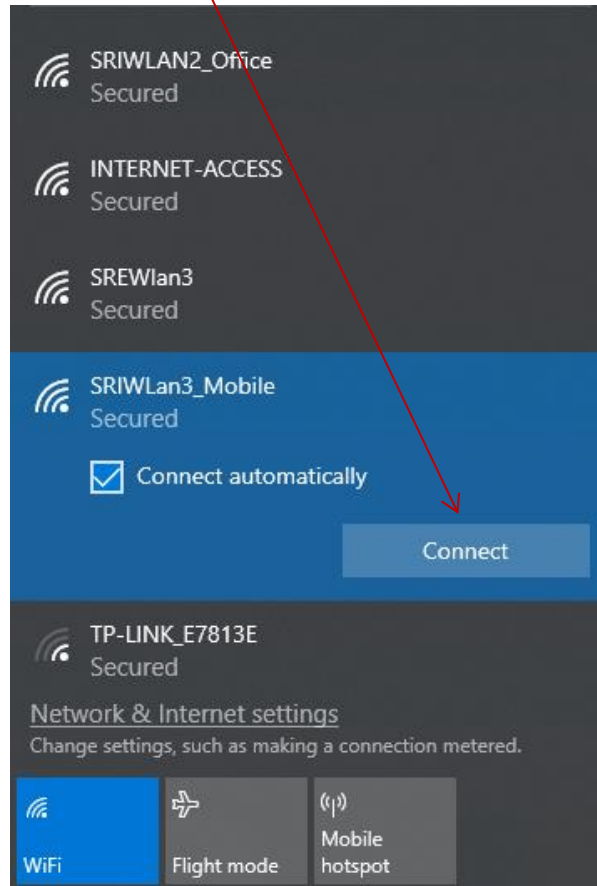 SRIWLAN2_Office
Secured
INTERNET-ACCESS
Secured
SREWlan3
Secured
SRIWLan3_Mobile
Secured
Connect automatically
Connect
TP-LINK_E7813E
Secured
Network & Internet settings
Change settings, such as making a connection metered.
WiFi
Flight mode
Mobile
hotspot